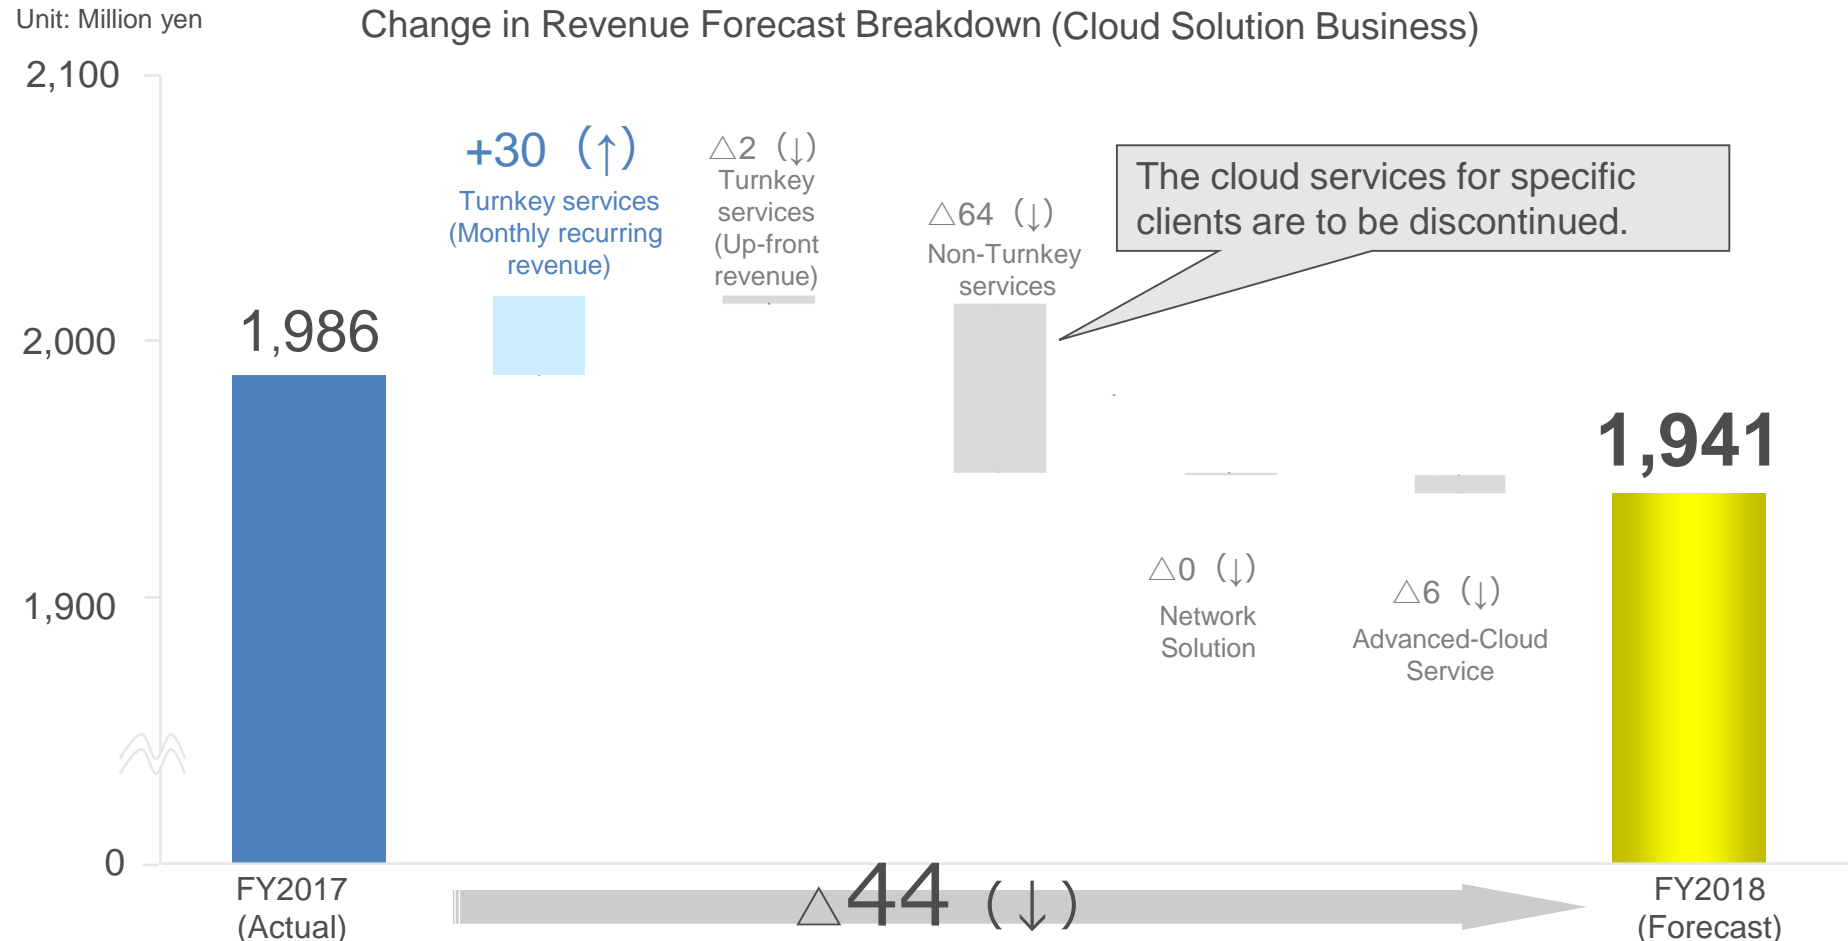 Unit: Million yen
Change in Revenue Forecast Breakdown (Cloud Solution Business)
2,100
2,000
1,900
0
1,986
+30 (↑)
Turnkey services
(Monthly recurring
revenue)
△2 (↓)
Turnkey
services
(Up-front
revenue)
△64 (↓)
Non-Turnkey
services
The cloud services for specific
clients are to be discontinued.
△0 (↓)
Network
Solution
△6 (↓)
Advanced-Cloud
Service
1,941
FY2017
(Actual)
△44 (↓)
FY2018
(Forecast)